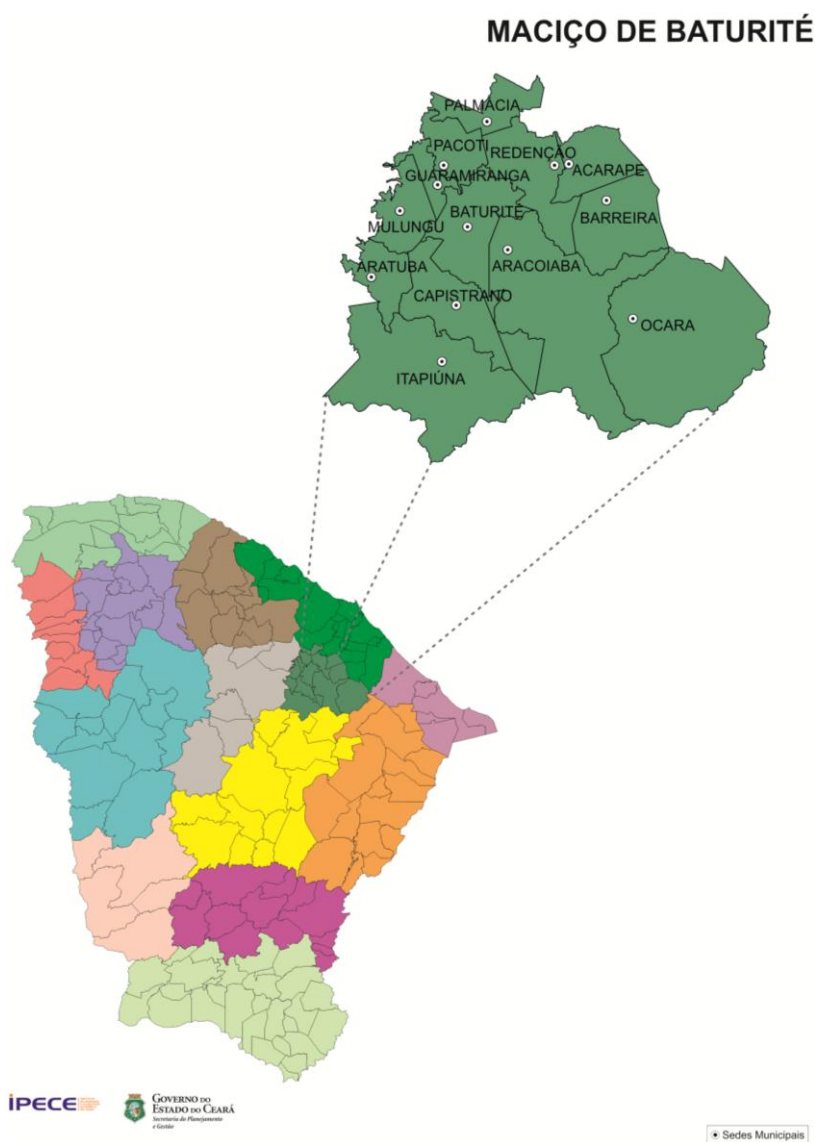 MACIÇO DE BATURITÉ
PALMÁCIA
PACOTI
REDENÇÃO
ACARAPE
GUARAMIRANGA
BATURITÉ
BARREIRA
MULUNGU
ARATUBA
ARACOIABA
CAPISTRANO
OCARA
ITAPIÚNA
iPECE
GOVERNO DO
ESTADO DO CEARÁ
Secretaria do Planejamento
e Gestão
Sedes Municipais